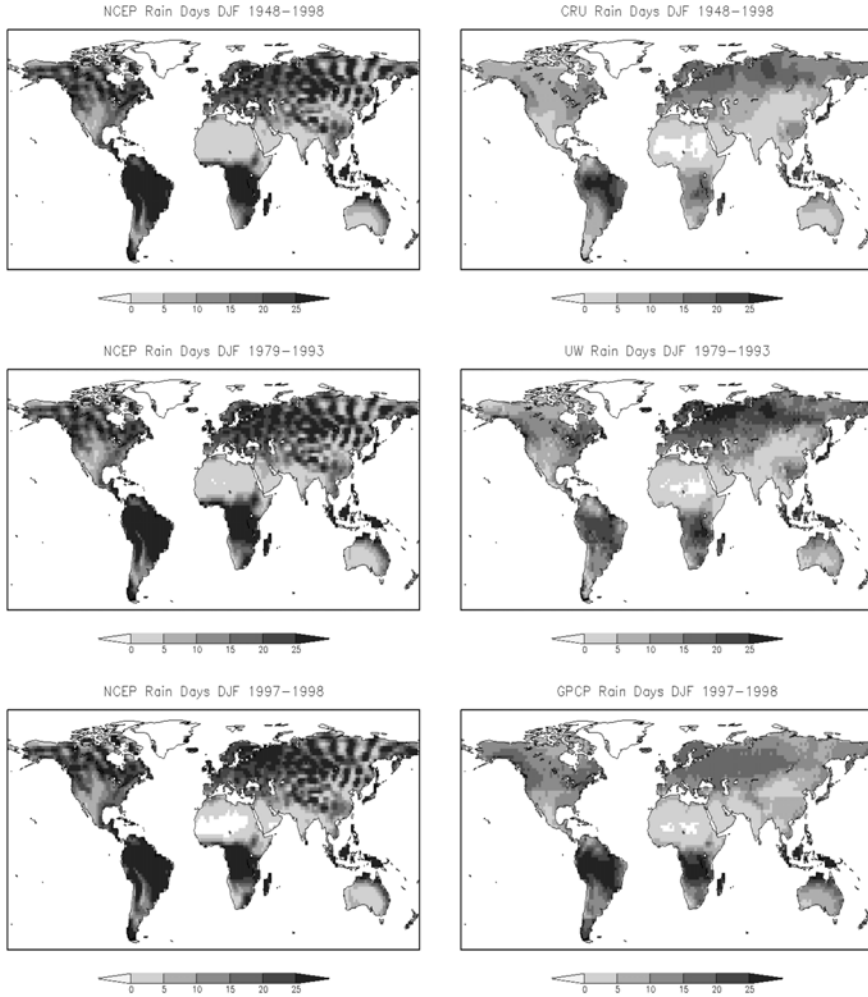 NCEP Rain Days DJF 1948–1998
CRU Rain Days DJF 1948–1998
0 5 10 15 20 25
0 5 10 15 20 25
NCEP Rain Days DJF 1979–1993
UW Rain Days DJF 1979–1993
0 5 10 15 20 25
0 5 10 15 20 25
NCEP Rain Days DJF 1997–1998
GPCP Rain Days DJF 1997–1998
0 5 10 15 20 25
0 5 10 15 20 25